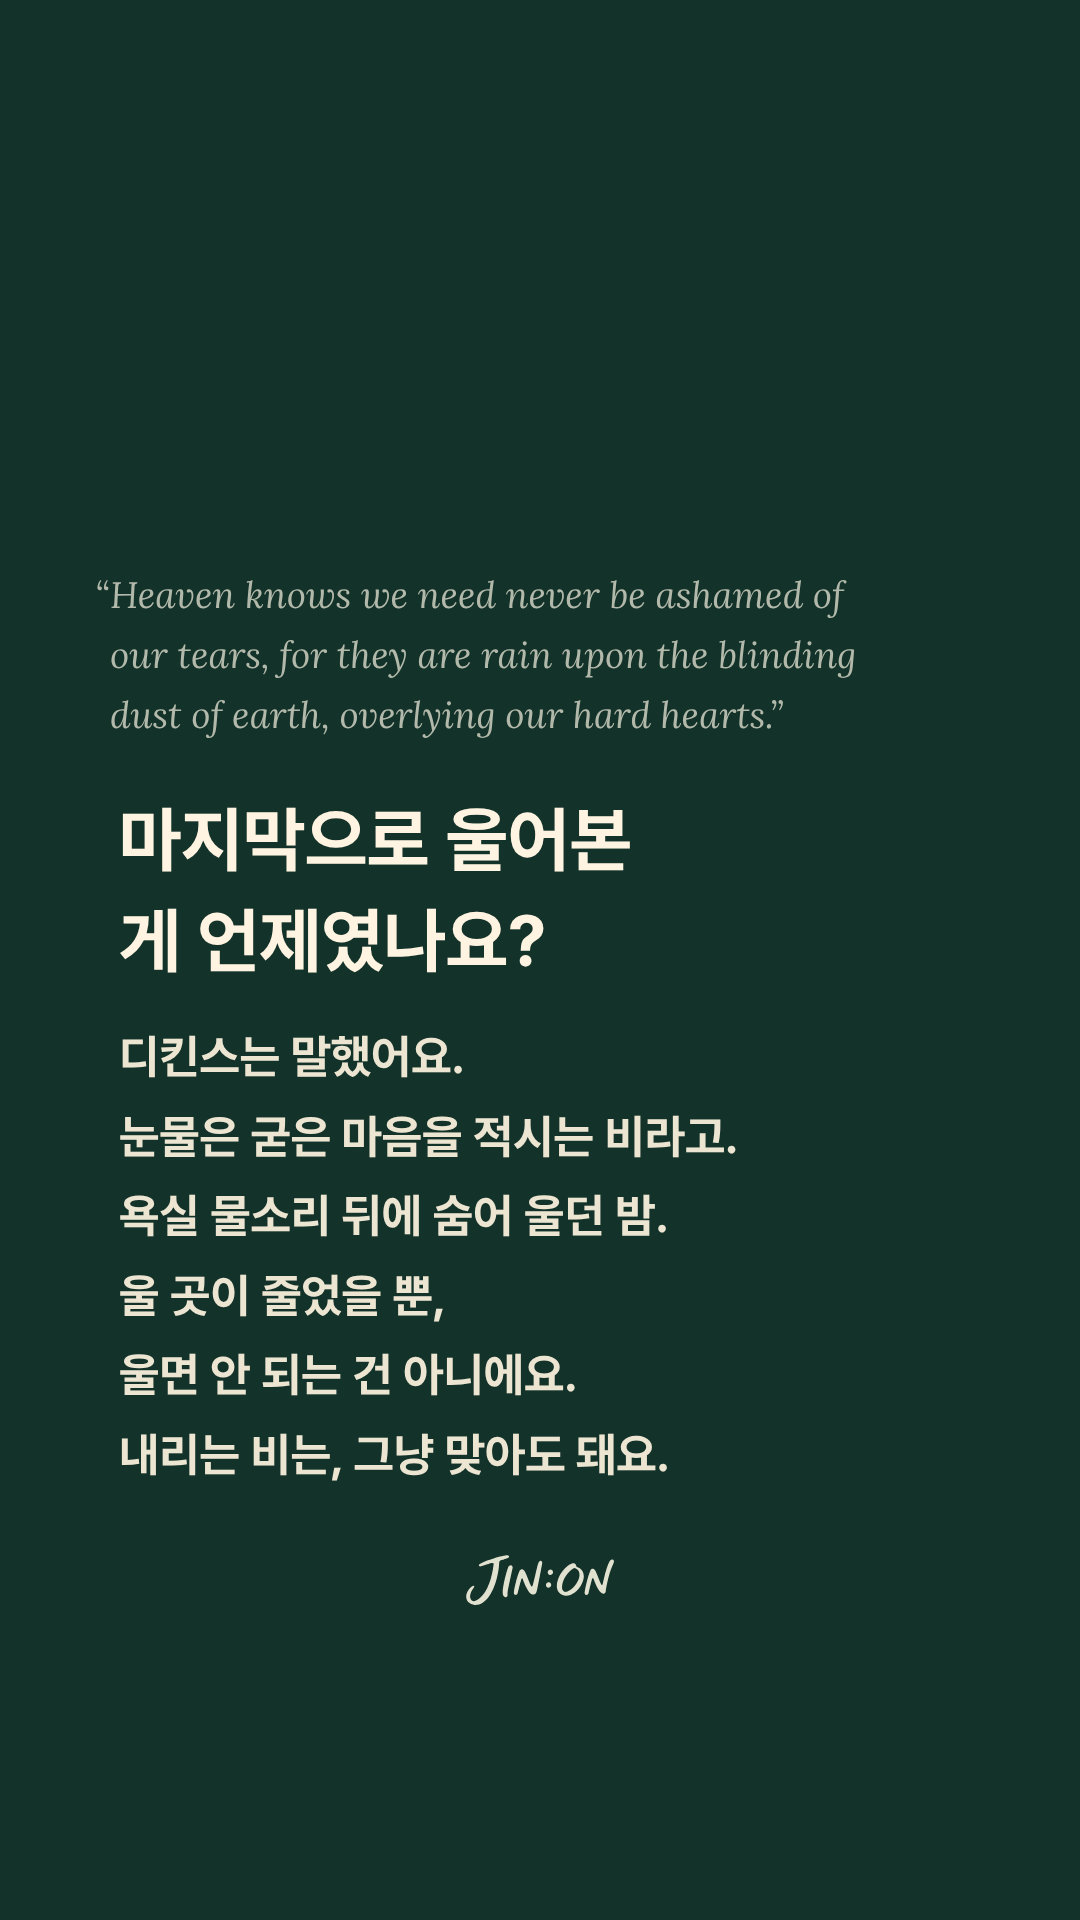 “Heaven knows we need never be ashamed of
our tears, for they are rain upon the blinding
dust of earth, overlying our hard hearts.”
마지막으로 울어본
게 언제였나요?
디킨스는 말했어요.
눈물은 굳은 마음을 적시는 비라고.
욕실 물소리 뒤에 숨어 울던 밤.
울 곳이 줄었을 뿐,
울면 안 되는 건 아니에요.
내리는 비는, 그냥 맞아도 돼요.
JIN:ON